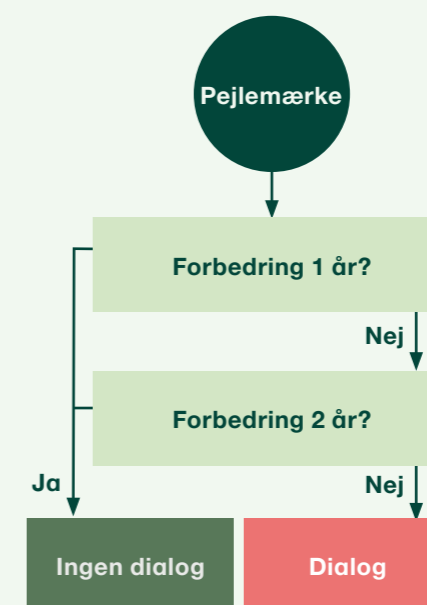 Pejlemærke
Forbedring 1 år?
Nej
Forbedring 2 år?
Ja
Nej
Ingen dialog
Dialog